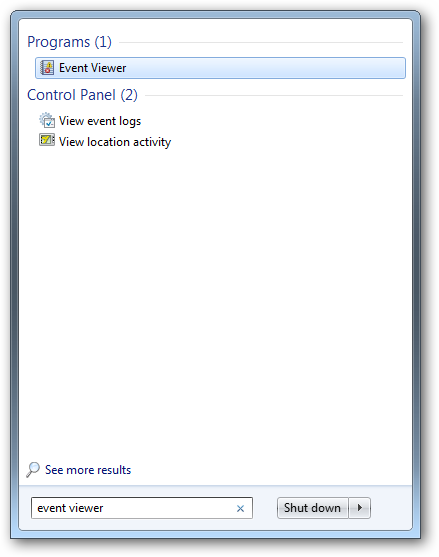 Programs (1)
Event Viewer
Control Panel (2)
View event logs
View location activity
See more results
event viewer
Shut down